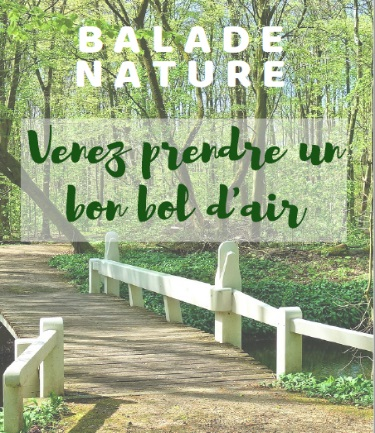 BALADE
NATURE
Venez prendre un
bon bol d'air